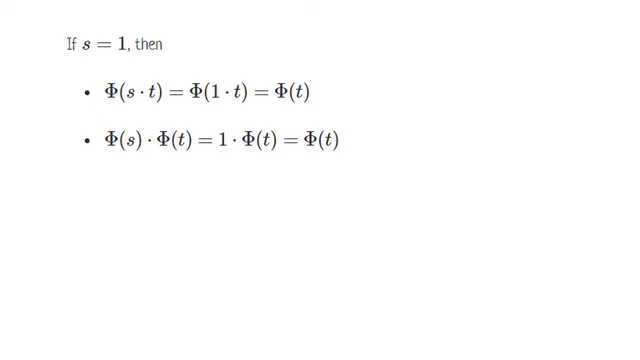 If s = 1, then
• Φ(s · t) = Φ(1 · t) = Φ(t)
• Φ(s) · Φ(t) = 1 · Φ(t) = Φ(t)